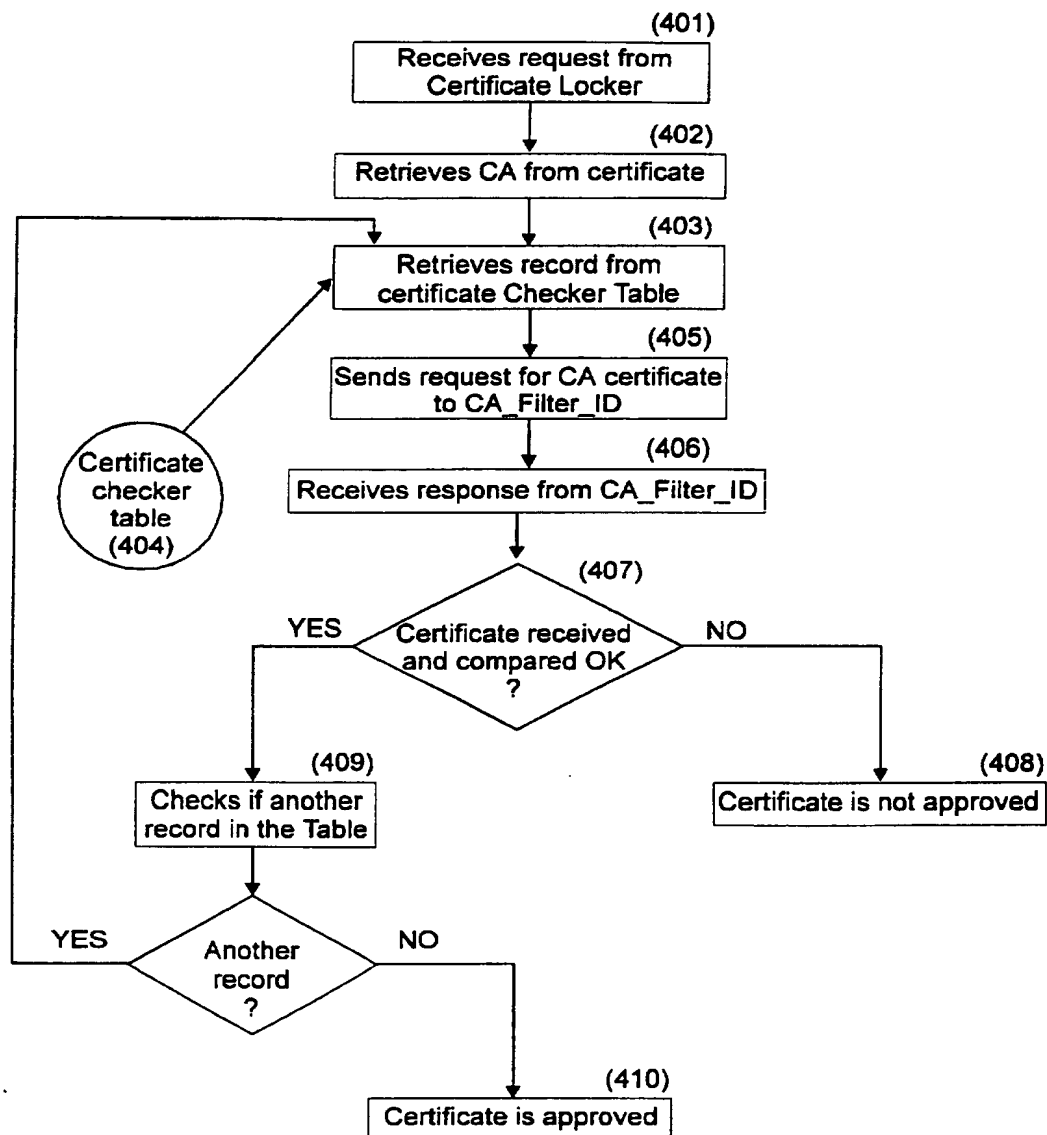 (401)
Receives request from
Certificate Locker
(402)
Retrieves CA from certificate
(403)
Retrieves record from
certificate Checker Table
(405)
Sends request for CA certificate
to CA_Filter_ID
Certificate
checker
table
(404)
(406)
Receives response from CA_Filter_ID
(407)
YES
Certificate received
and compared OK
?
NO
(409)
Checks if another
record in the Table
(408)
Certificate is not approved
YES
Another
record
?
NO
(410)
Certificate is approved